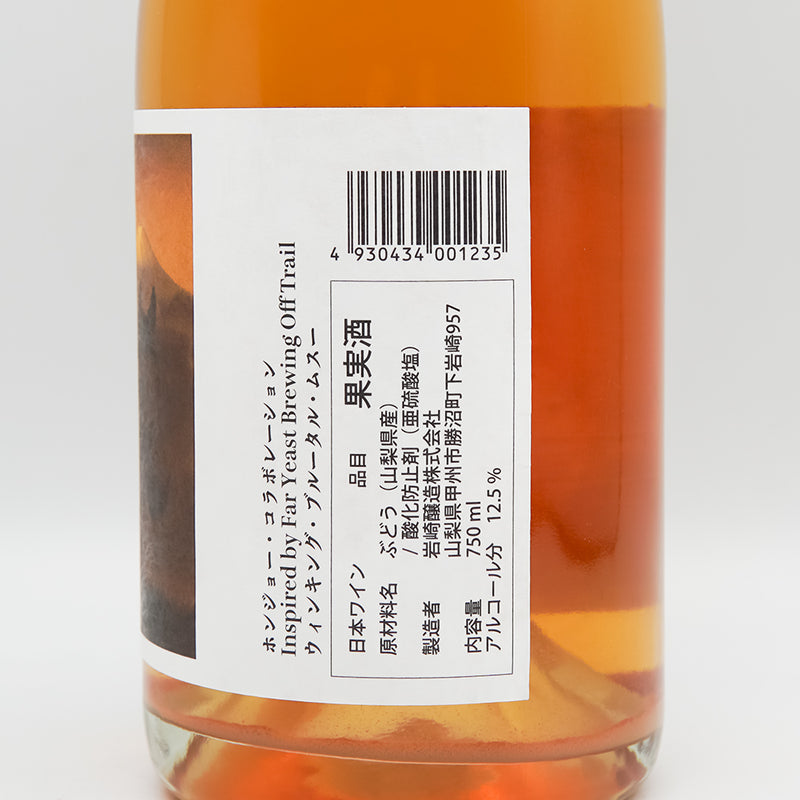 4 930434 001235
ホンジョー・コラボレーション
Inspired by Far Yeast Brewing Off Trail
ウィンキング・ブルータル・ムスー
日本ワイン 品目 果実酒
原材料名 ぶどう（山梨県産）
/ 酸化防止剤（亜硫酸塩）
製造者 岩崎醸造株式会社
山梨県甲州市勝沼町下岩崎957
内容量 750 ml
アルコール分 12.5 %